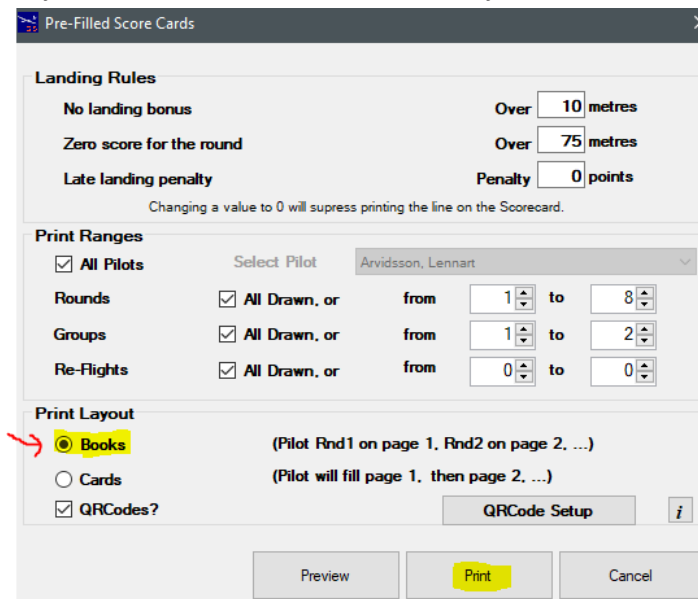 Pre-Filled Score Cards
Landing Rules
No landing bonus Over 10 metres
Zero score for the round Over 75 metres
Late landing penalty Penalty 0 points
Changing a value to 0 will supress printing the line on the Scorecard.
Print Ranges
All Pilots Select Pilot Arvidsson, Lennart
Rounds All Drawn, or from 1 to 8
Groups All Drawn, or from 1 to 2
Re-Flights All Drawn, or from 0 to 0
Print Layout
Books (Pilot Rnd1 on page 1, Rnd2 on page 2, ...)
Cards (Pilot will fill page 1, then page 2, ...)
QRCodes? QRCode Setup i
Preview Print Cancel